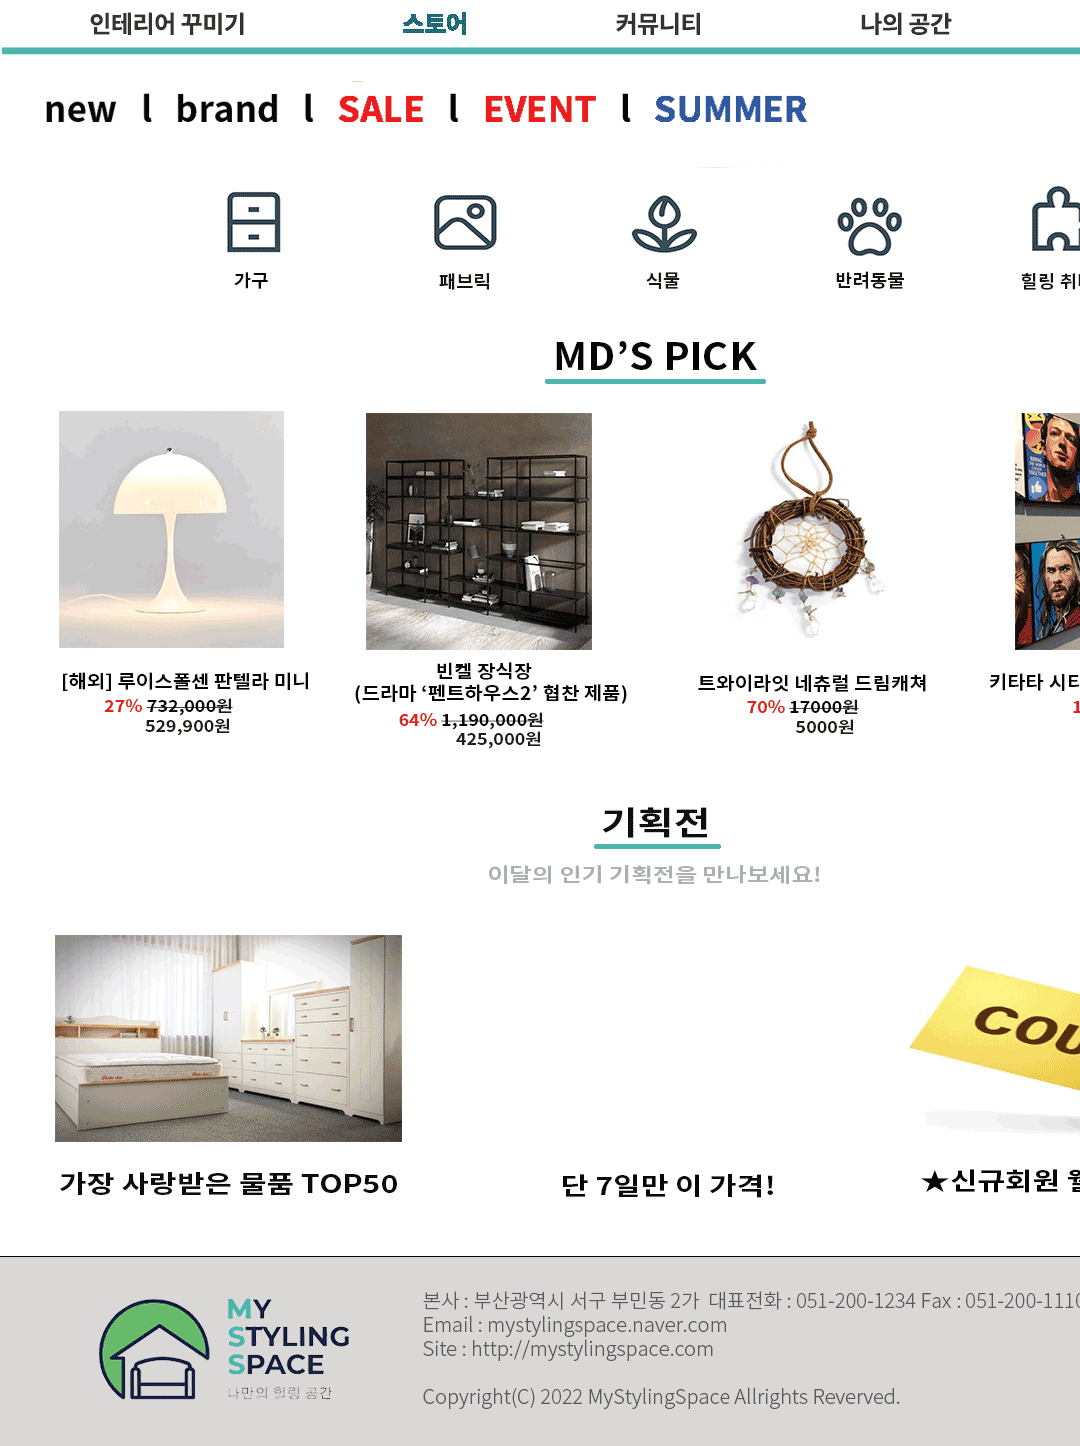 인테리어 꾸미기 스토어 커뮤니티 나의 공간
new l brand l SALE l EVENT l SUMMER
가구 패브릭 식물 반려동물 힐링
MD’S PICK
[해외] 루이스폴센 판텔라 미니
27% 732,000원
529,900원
빈켈 장식장
(드라마 ‘펜트하우스2’ 협찬 제품)
64% 1,190,000원
425,000원
트와이라잇 네츄럴 드림캐쳐
70% 17000원
5000원
키타타 시티
기획전
이달의 인기 기획전을 만나보세요!
COU
가장 사랑받은 물품 TOP50
단 7일만 이 가격!
★신규회원
MY
STYLING
SPACE
나만의 힐링 공간
본사 : 부산광역시 서구 부민동 2가 대표전화 : 051-200-1234 Fax : 051-200-1110
Email : mystylingspace.naver.com
Site : http://mystylingspace.com
Copyright(C) 2022 MyStylingSpace Allrights Reverved.